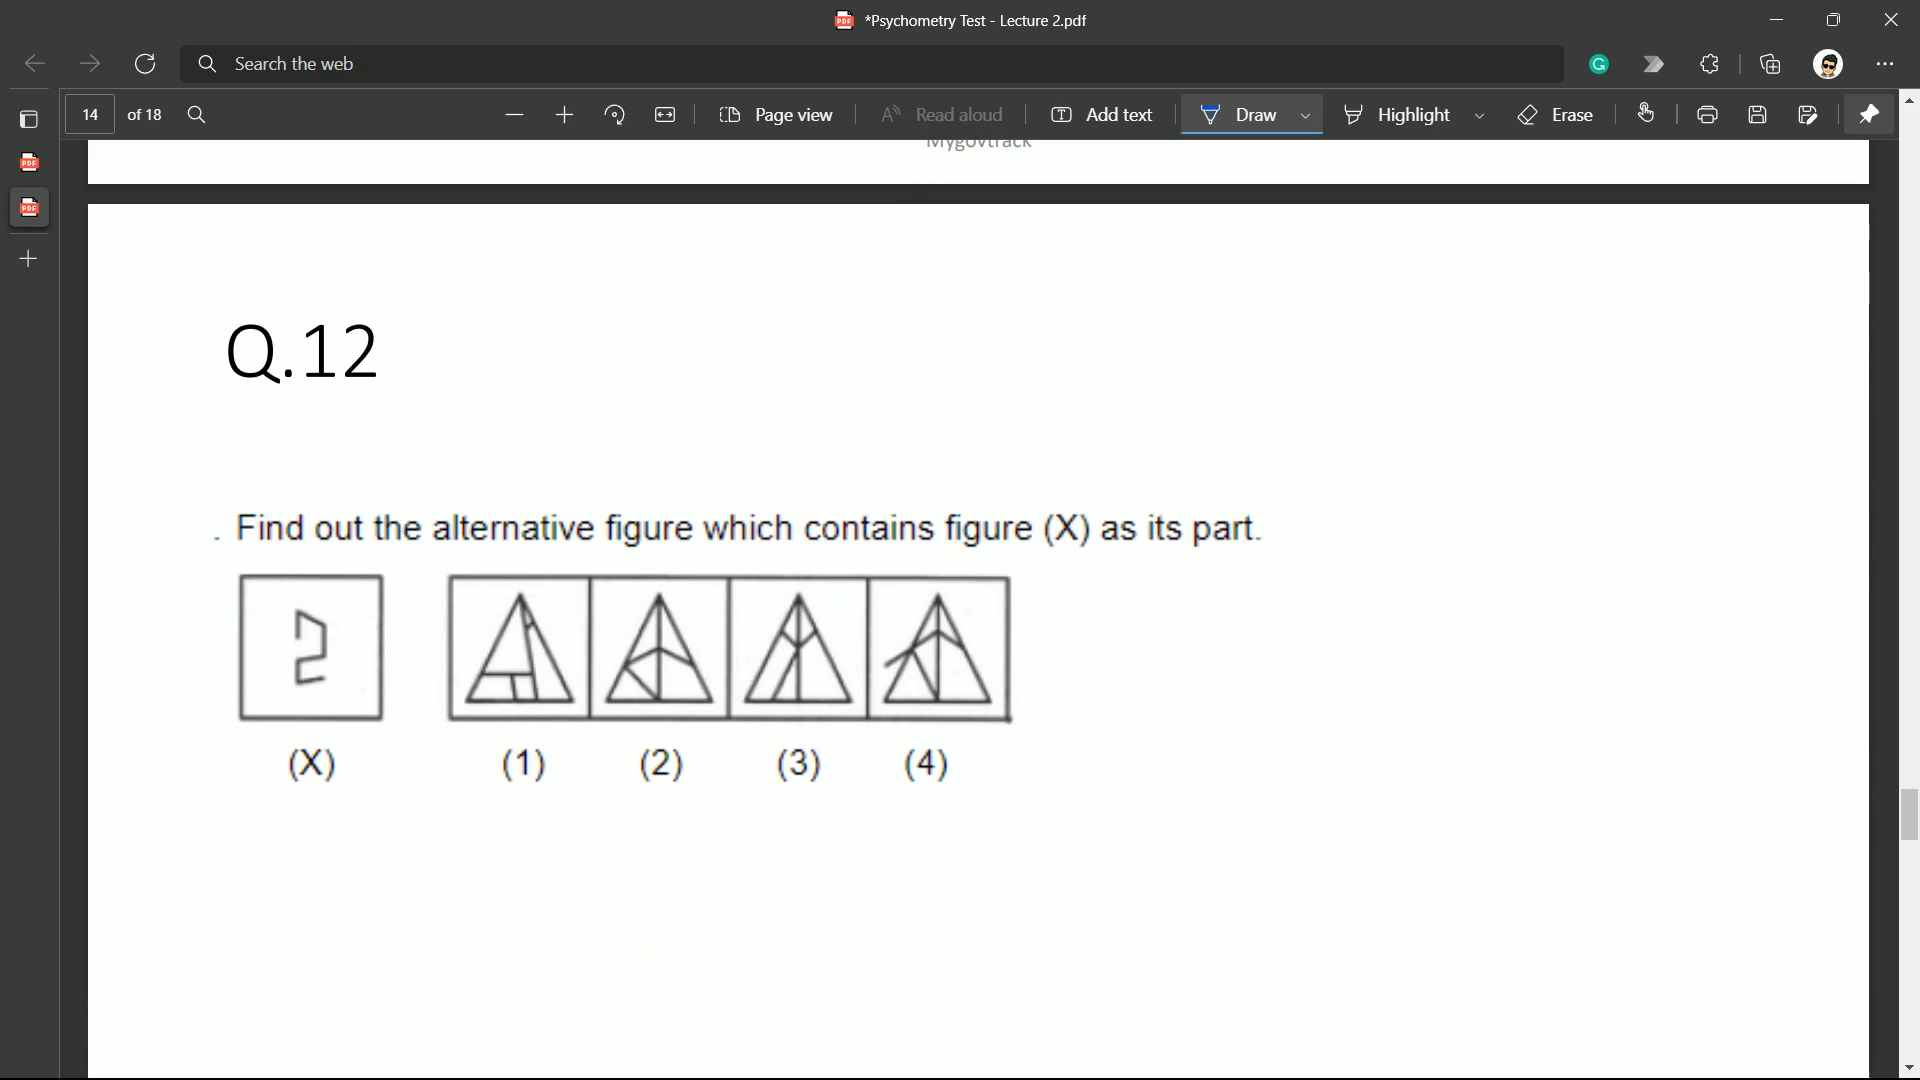 *Psychometry Test - Lecture 2.pdf
Search the web
14 of 18
Page view
Read aloud
Add text
Draw
Highlight
Erase
Mygovtrack
Q.12
. Find out the alternative figure which contains figure (X) as its part.
(X) (1) (2) (3) (4)